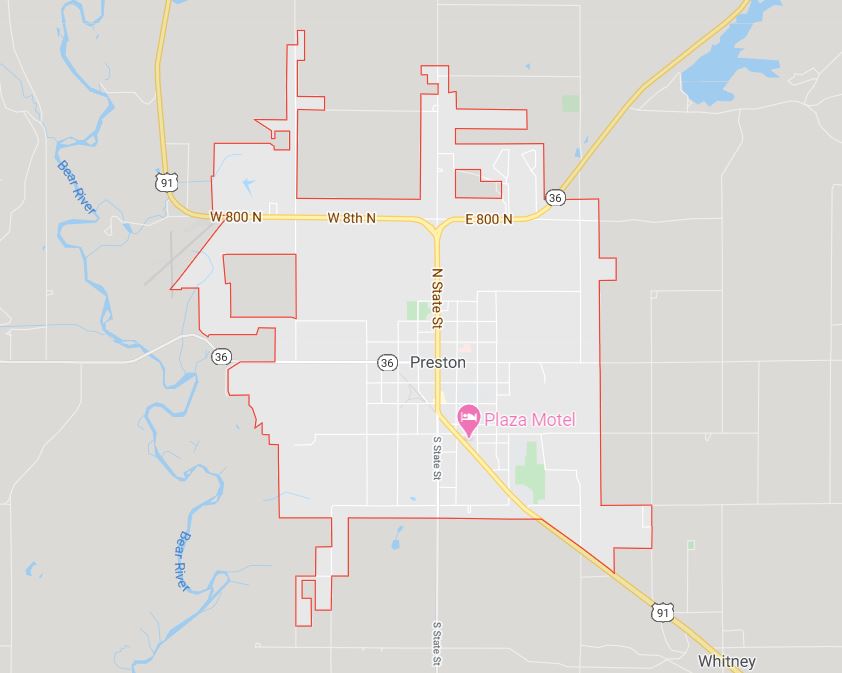 Bear River
91
36
W 800 N
W 8th N
E 800 N
N State St
36
36
Preston
Plaza Motel
S State St
Bear River
91
S State St
Whitney